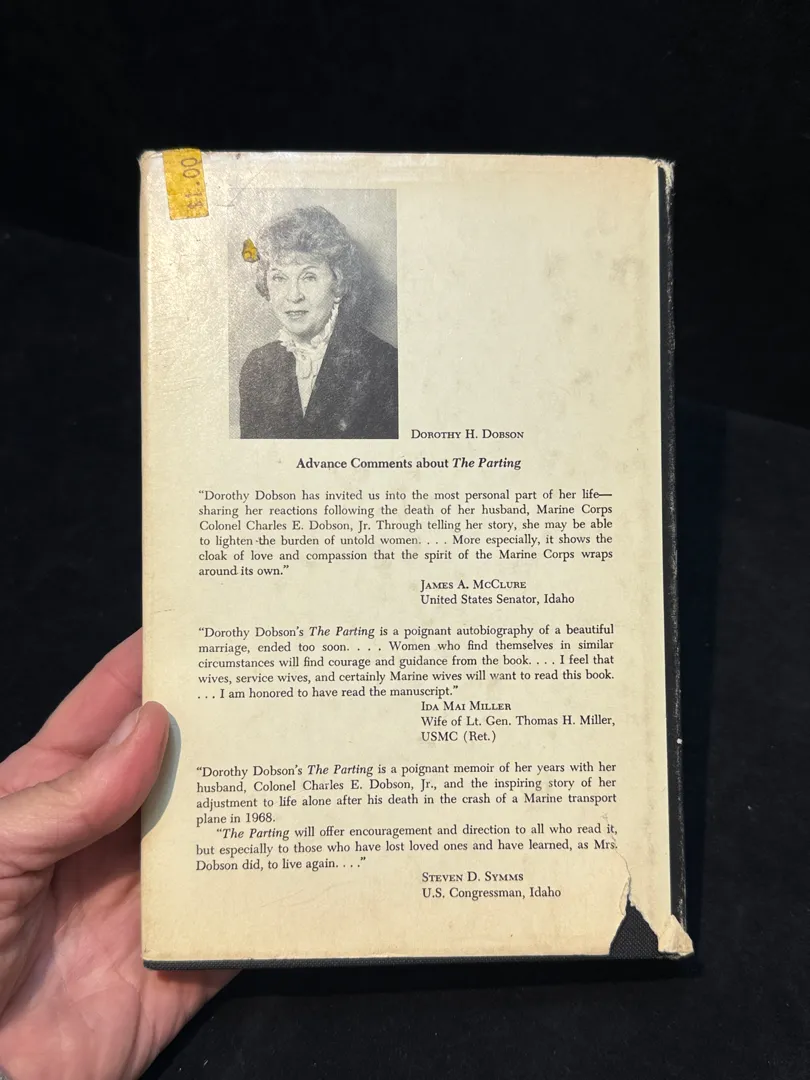 $1.00
DOROTHY H. DOBSON
Advance Comments about The Parting
“Dorothy Dobson has invited us into the most personal part of her life—
sharing her reactions following the death of her husband, Marine Corps
Colonel Charles E. Dobson, Jr. Through telling her story, she may be able
to lighten the burden of untold women. . . . More especially, it shows the
cloak of love and compassion that the spirit of the Marine Corps wraps
around its own.”
JAMES A. MCCLURE
United States Senator, Idaho
“Dorothy Dobson’s The Parting is a poignant autobiography of a beautiful
marriage, ended too soon. . . . Women who find themselves in similar
circumstances will find courage and guidance from the book. . . . I feel that
wives, service wives, and certainly Marine wives will want to read this book.
. . . I am honored to have read the manuscript.”
IDA MAI MILLER
Wife of Lt. Gen. Thomas H. Miller,
USMC (Ret.)
“Dorothy Dobson’s The Parting is a poignant memoir of her years with her
husband, Colonel Charles E. Dobson, Jr., and the inspiring story of her
adjustment to life alone after his death in the crash of a Marine transport
plane in 1968.
“The Parting will offer encouragement and direction to all who read it,
but especially to those who have lost loved ones and have learned, as Mrs.
Dobson did, to live again. . . .”
STEVEN D. SYMMS
U.S. Congressman, Idaho